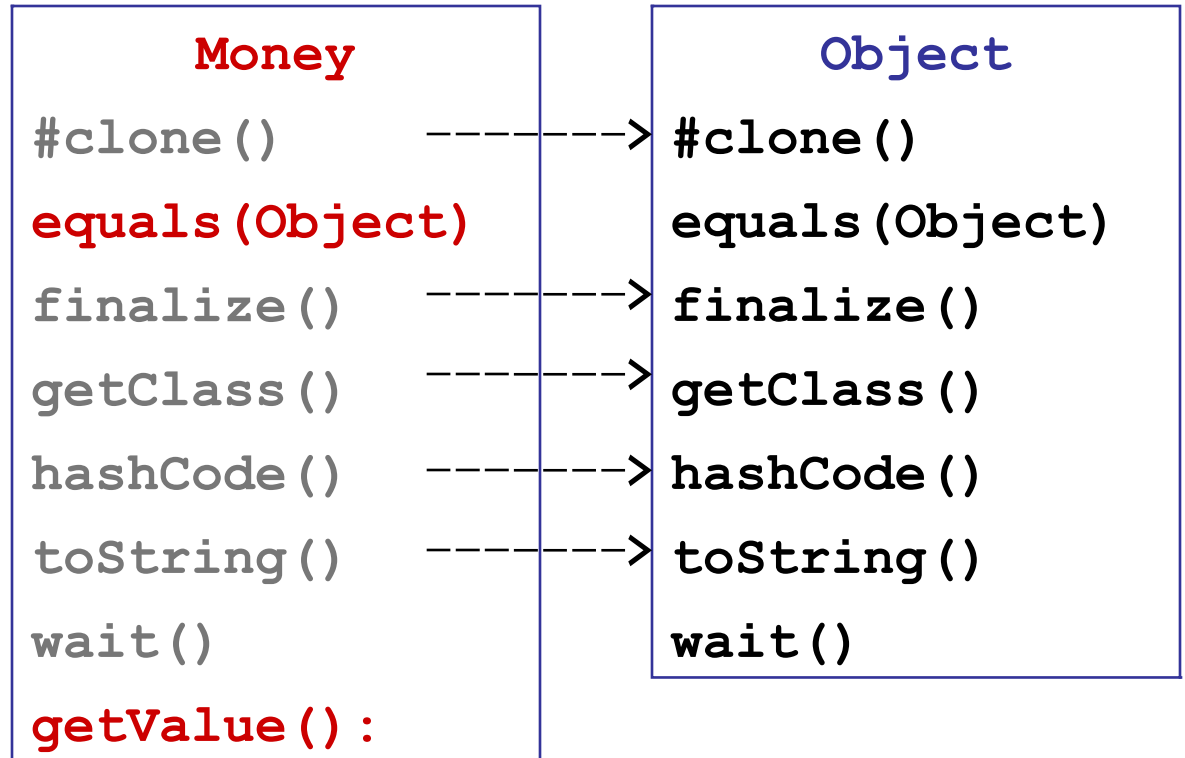 Money
#clone()
equals(Object)
finalize()
getClass()
hashCode()
toString()
wait()
getValue():
Object
#clone()
equals(Object)
finalize()
getClass()
hashCode()
toString()
wait()